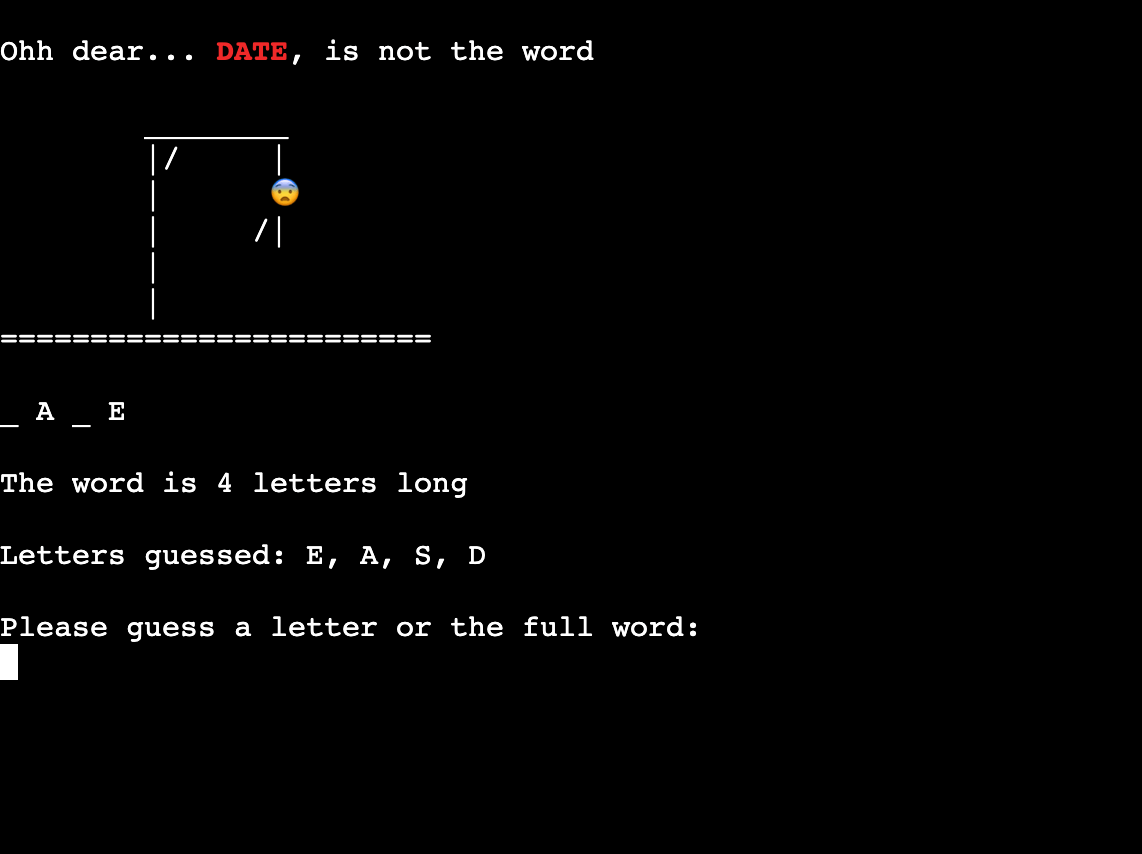 Ohh dear... DATE, is not the word
________
|/      |
|      😨
|     /|
|
|
========================
_ A _ E
The word is 4 letters long
Letters guessed: E, A, S, D
Please guess a letter or the full word: